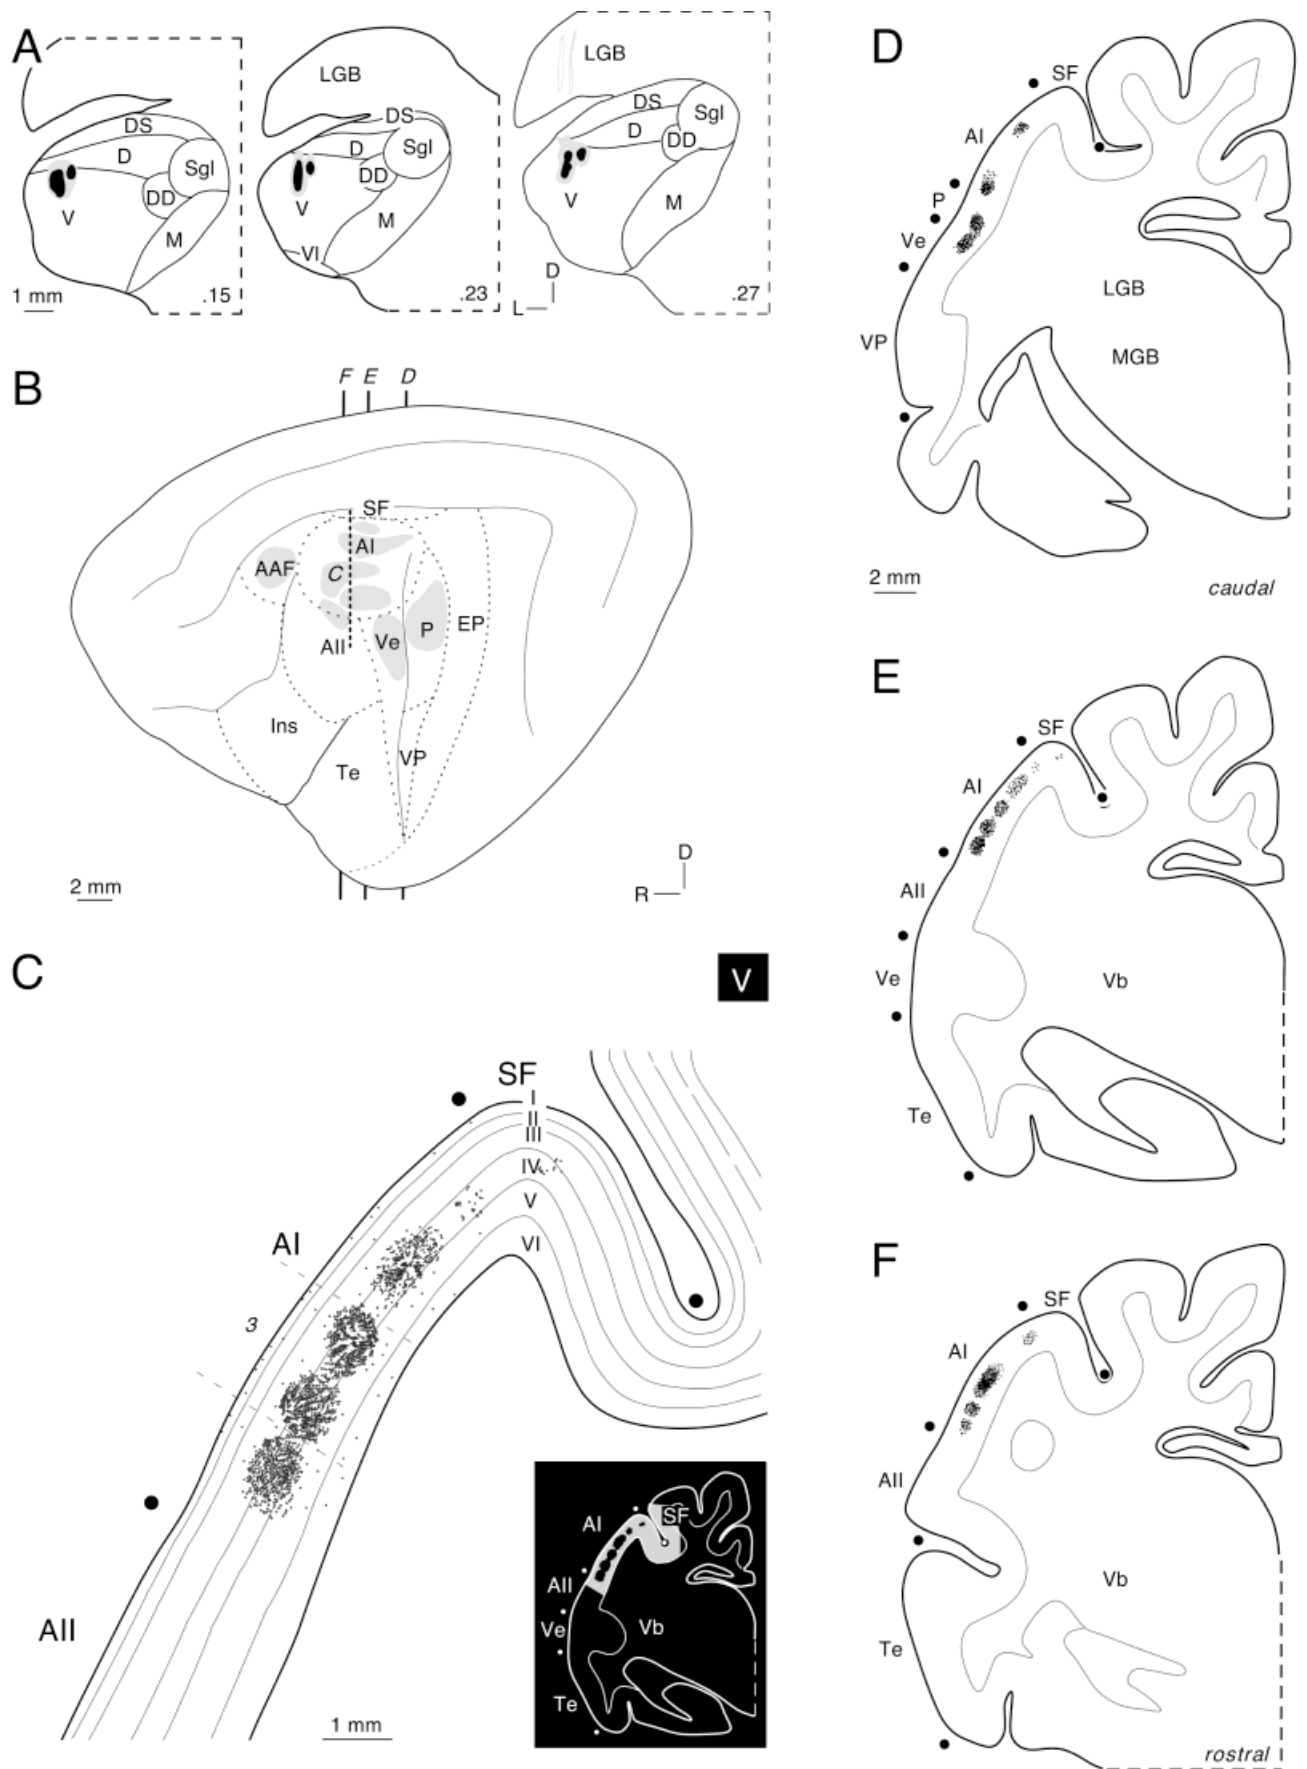 A
LGB
DS
D
Sgl
DD
V
M
1 mm
.15
LGB
DS
D
Sgl
DD
V
M
VI
.23
LGB
DS
Sgl
D
DD
V
M
D
L
.27
B
F E D
SF
AI
AAF
C
AII
Ve
P
EP
Ins
Te
VP
2 mm
D
R
C
V
SF
I
II
III
IV
V
VI
AI
3
AII
1 mm
AI
SF
AII
Ve
Vb
Te
D
SF
AI
P
Ve
LGB
VP
MGB
2 mm
caudal
E
SF
AI
AII
Ve
Vb
Te
F
SF
AI
AII
Vb
Te
rostral